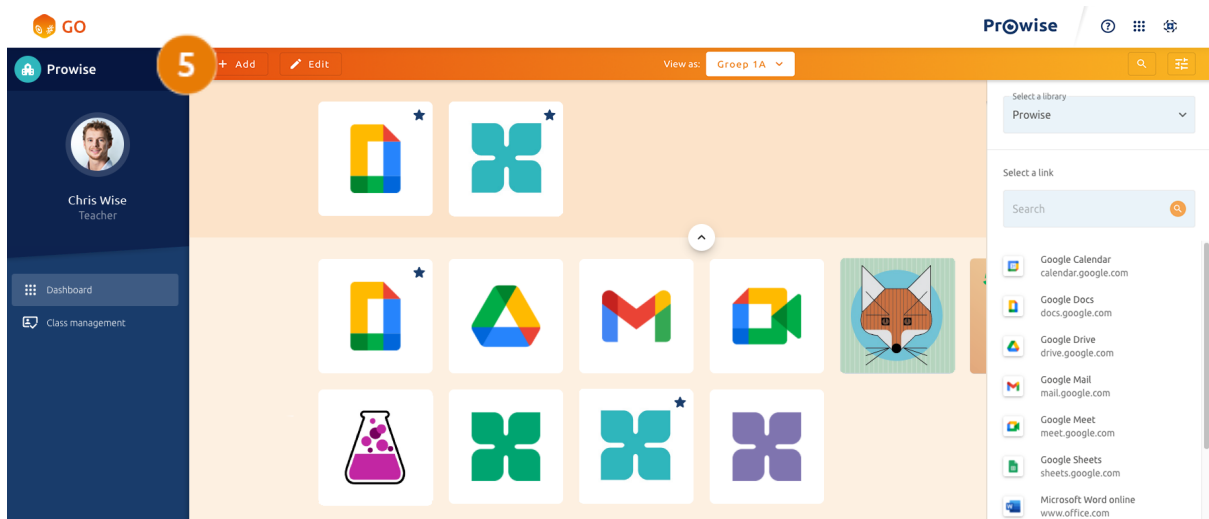 GO
Prowise
Prowise
5
+ Add
Edit
View as:
Groep 1A
Chris Wise
Teacher
Dashboard
Class management
Select a library
Prowise
Select a link
Search
Google Calendar
calendar.google.com
Google Docs
docs.google.com
Google Drive
drive.google.com
Google Mail
mail.google.com
Google Meet
meet.google.com
Google Sheets
sheets.google.com
Microsoft Word online
www.office.com